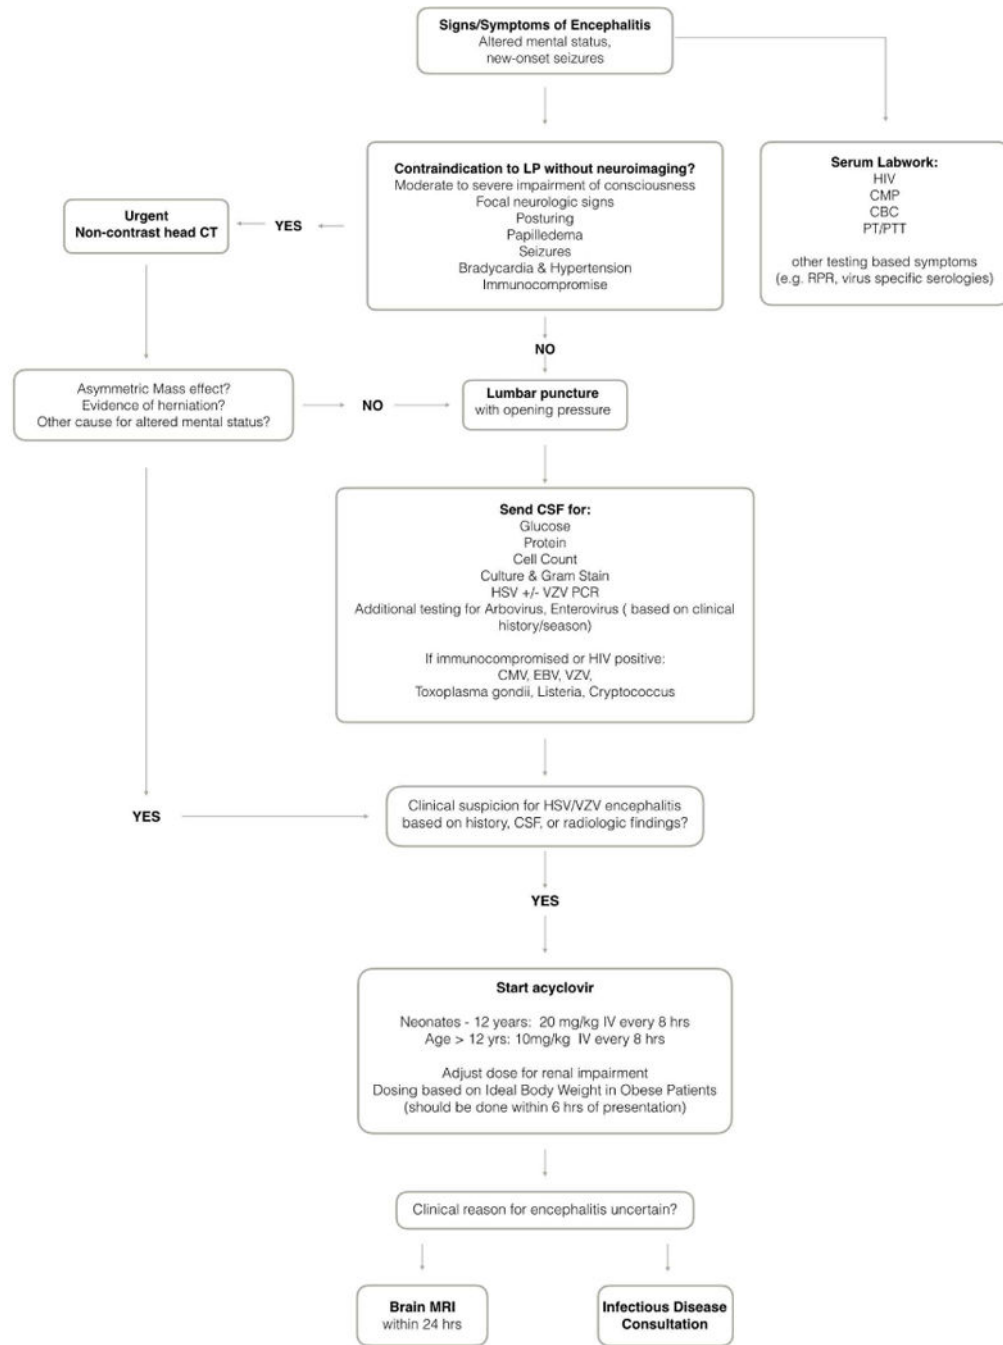 Signs/Symptoms of Encephalitis
Altered mental status,
new-onset seizures
Contraindication to LP without neuroimaging?
Moderate to severe impairment of consciousness
Focal neurologic signs
Posturing
Papilledema
Seizures
Bradycardia & Hypertension
Immunocompromise
Serum Labwork:
HIV
CMP
CBC
PT/PTT
other testing based symptoms
(e.g. RPR, virus specific serologies)
YES
Urgent
Non-contrast head CT
NO
Asymmetric Mass effect?
Evidence of herniation?
Other cause for altered mental status?
NO
Lumbar puncture
with opening pressure
Send CSF for:
Glucose
Protein
Cell Count
Culture & Gram Stain
HSV +/- VZV PCR
Additional testing for Arbovirus, Enterovirus ( based on clinical
history/season)
If immunocompromised or HIV positive:
CMV, EBV, VZV,
Toxoplasma gondii, Listeria, Cryptococcus
YES
Clinical suspicion for HSV/VZV encephalitis
based on history, CSF, or radiologic findings?
YES
Start acyclovir
Neonates - 12 years: 20 mg/kg IV every 8 hrs
Age > 12 yrs: 10mg/kg IV every 8 hrs
Adjust dose for renal impairment
Dosing based on Ideal Body Weight in Obese Patients
(should be done within 6 hrs of presentation)
Clinical reason for encephalitis uncertain?
Brain MRI
within 24 hrs
Infectious Disease
Consultation